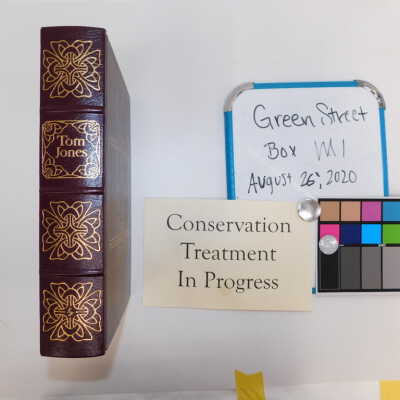 Tom
Jones
Green Street
Box M1
August 26, 2020
Conservation
Treatment
In Progress